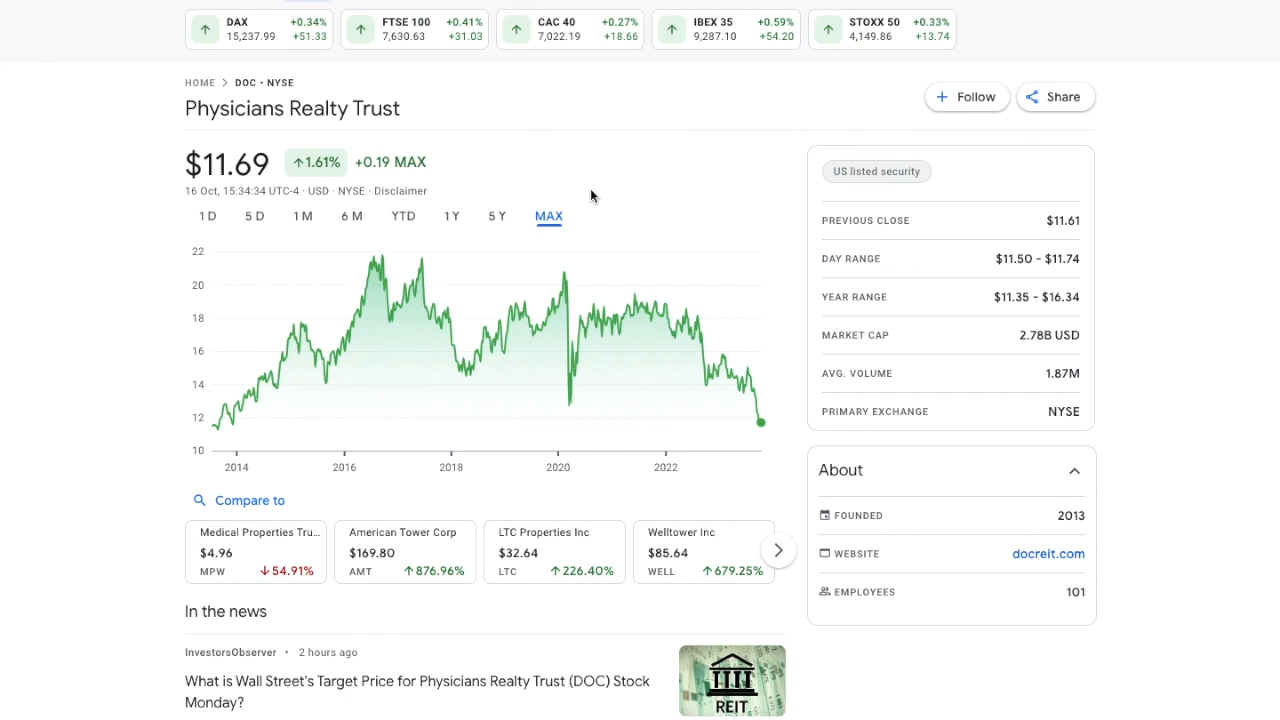 DAX +0.34%
15,237.99 +51.33
FTSE 100 +0.41%
7,630.63 +31.03
CAC 40 +0.27%
7,022.19 +18.66
IBEX 35 +0.59%
9,287.10 +54.20
STOXX 50 +0.33%
4,149.86 +13.74
HOME > DOC • NYSE
Physicians Realty Trust
Follow
Share
$11.69 ↑1.61% +0.19 MAX
16 Oct, 15:34:34 UTC-4 · USD · NYSE · Disclaimer
1 D 5 D 1 M 6 M YTD 1 Y 5 Y MAX
22
20
18
16
14
12
10
2014 2016 2018 2020 2022
Compare to
Medical Properties Tru...
$4.96
MPW ↓54.91%
American Tower Corp
$169.80
AMT ↑876.96%
LTC Properties Inc
$32.64
LTC ↑226.40%
Welltower Inc
$85.64
WELL ↑679.25%
In the news
InvestorsObserver • 2 hours ago
What is Wall Street's Target Price for Physicians Realty Trust (DOC) Stock
Monday?
REIT
US listed security
PREVIOUS CLOSE $11.61
DAY RANGE $11.50 - $11.74
YEAR RANGE $11.35 - $16.34
MARKET CAP 2.78B USD
AVG. VOLUME 1.87M
PRIMARY EXCHANGE NYSE
About
FOUNDED 2013
WEBSITE docreit.com
EMPLOYEES 101